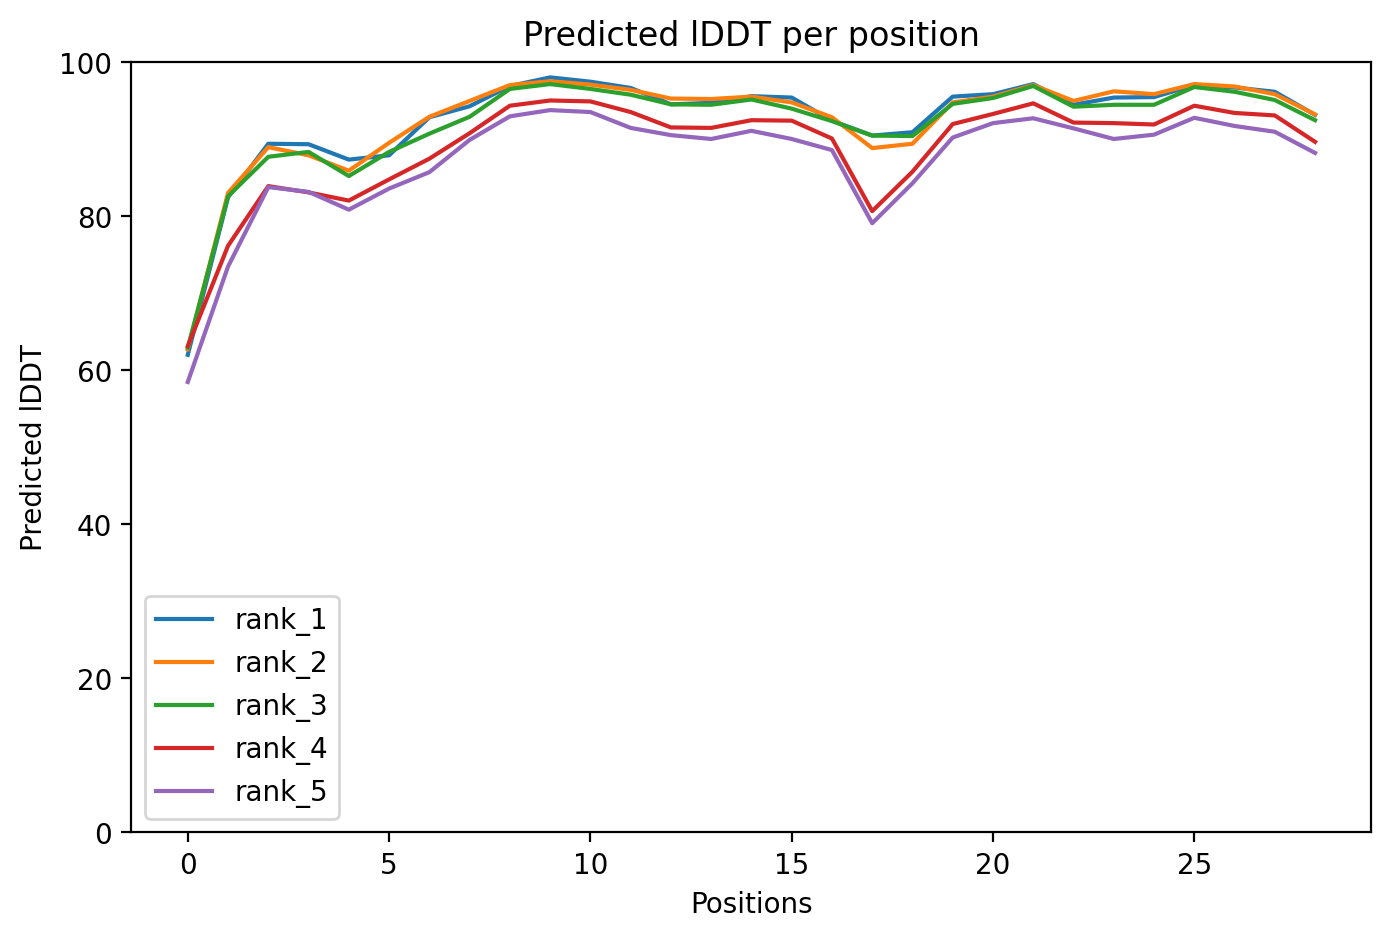 Predicted lDDT per position
100
80
60
40
20
0
Predicted lDDT
rank_1
rank_2
rank_3
rank_4
rank_5
0 5 10 15 20 25
Positions